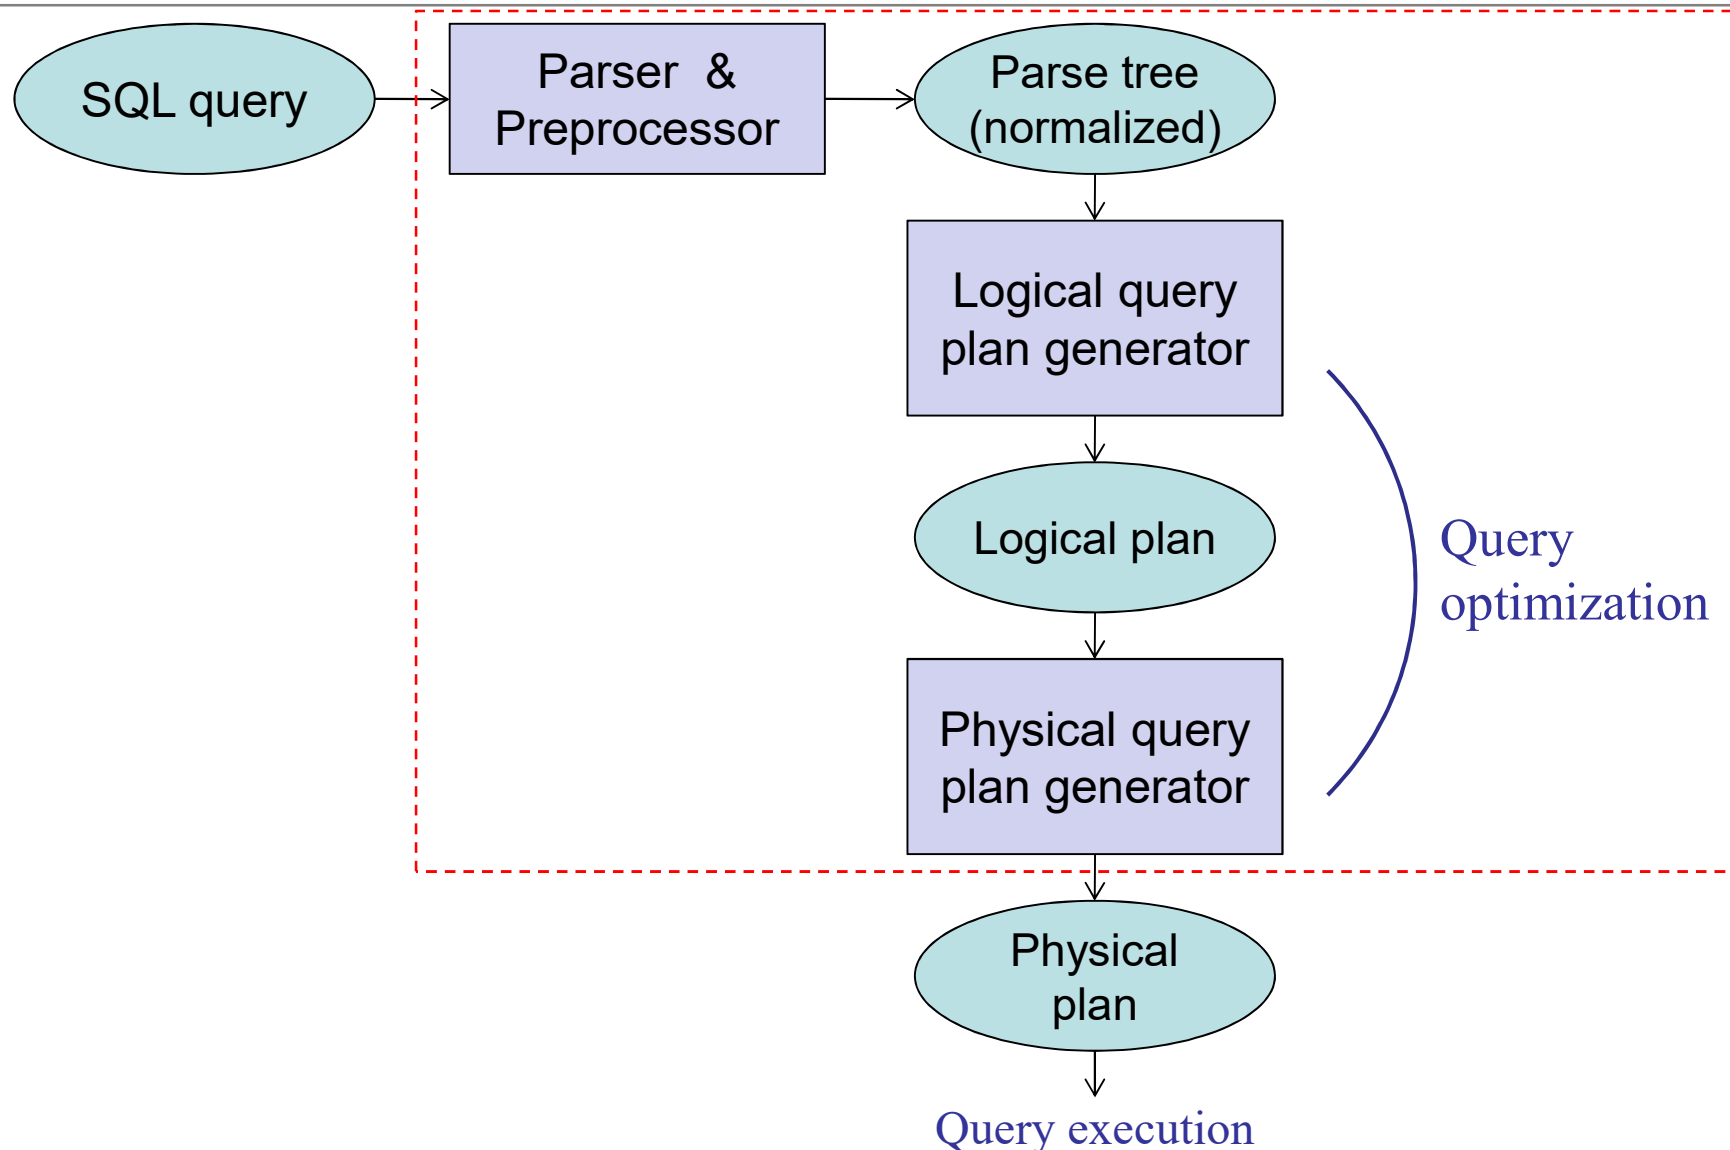 SQL query
Parser &
Preprocessor
Parse tree
(normalized)
Logical query
plan generator
Logical plan
Query
optimization
Physical query
plan generator
Physical
plan
Query execution